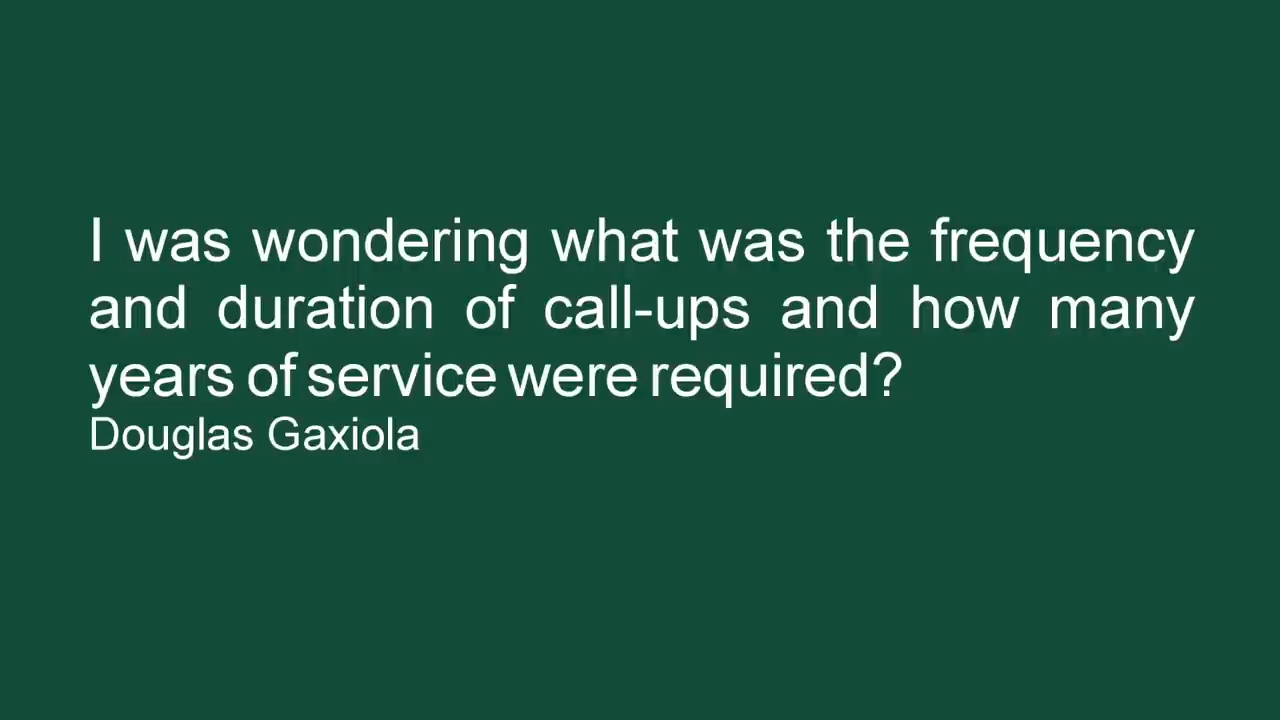 I was wondering what was the frequency
and duration of call-ups and how many
years of service were required?
Douglas Gaxiola